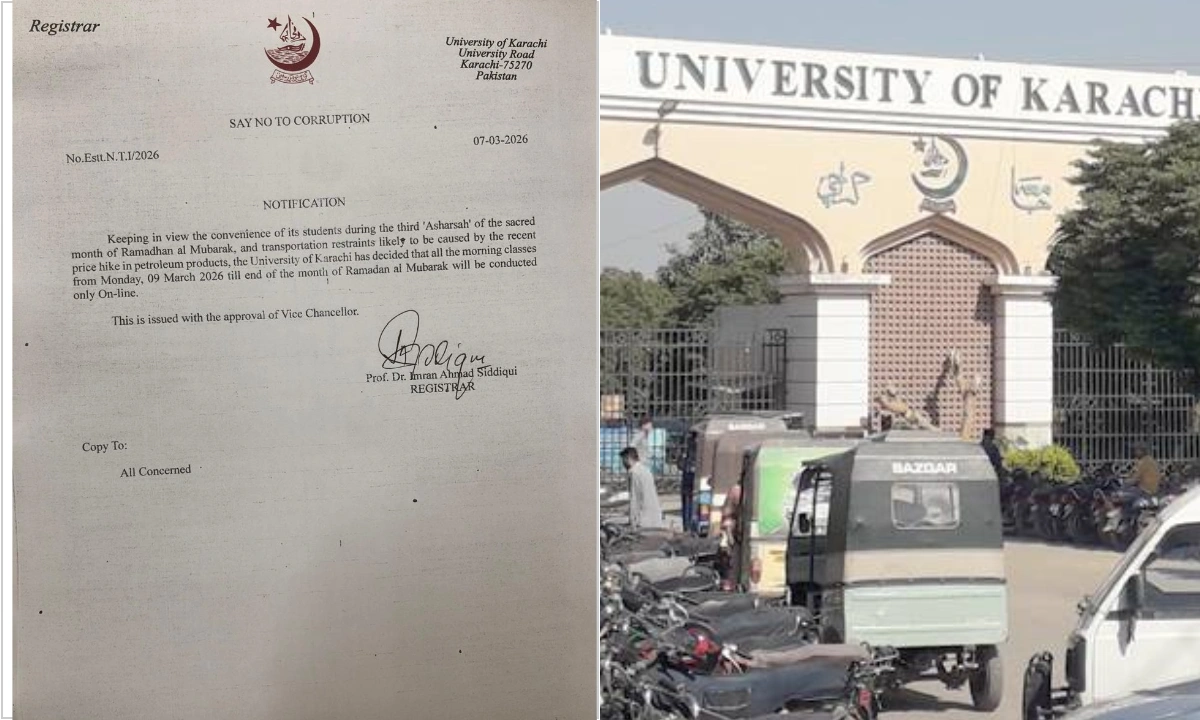 Registrar
University of Karachi
University Road
Karachi-75270
Pakistan
SAY NO TO CORRUPTION
07-03-2026
No.Estt.N.T.I/2026
NOTIFICATION
Keeping in view the convenience of its students during the third 'Asharsah' of the sacred
month of Ramadhan al Mubarak, and transportation restraints likely to be caused by the recent
price hike in petroleum products, the University of Karachi has decided that all the morning classes
from Monday, 09 March 2026 till end of the month of Ramadan al Mubarak will be conducted
only On-line.
This is issued with the approval of Vice Chancellor.
Prof. Dr. Imran Ahmad Siddiqui
REGISTRAR
Copy To:
All Concerned
UNIVERSITY OF KARACHI
جامعہ
کراچی
BAZGAR